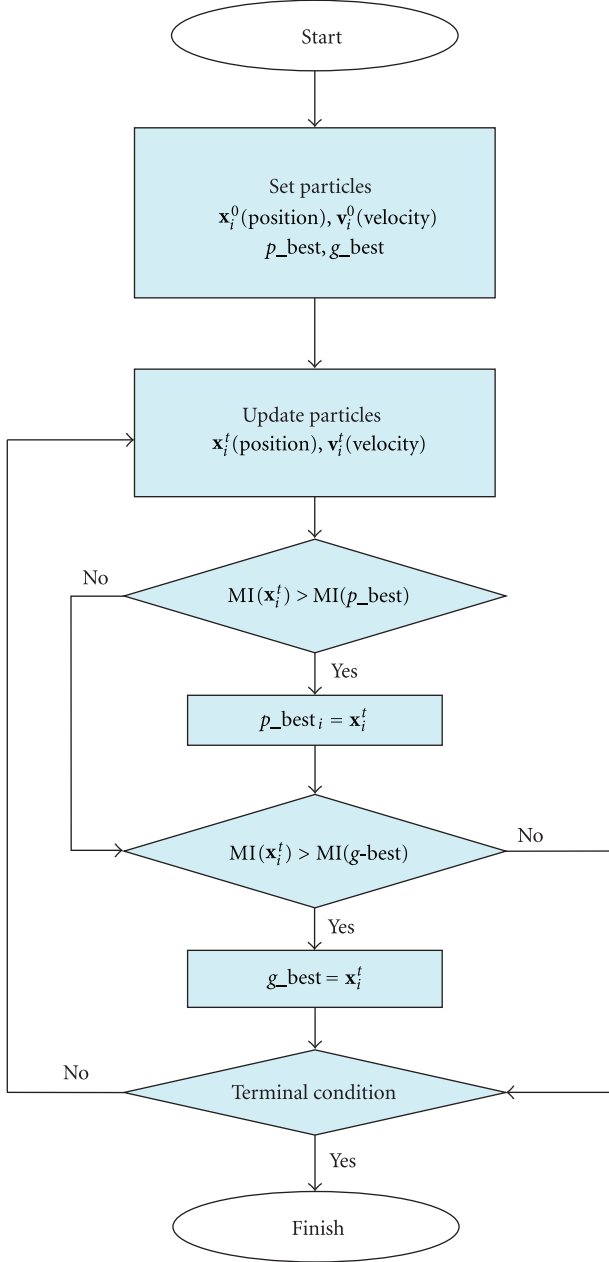 Start
Set particles
x_i^0(position), v_i^0(velocity)
p_best, g_best
Update particles
x_i^t(position), v_i^t(velocity)
No
MI(x_i^t) > MI(p_best)
Yes
p_best_i = x_i^t
MI(x_i^t) > MI(g-best)
No
Yes
g_best = x_i^t
No
Terminal condition
Yes
Finish